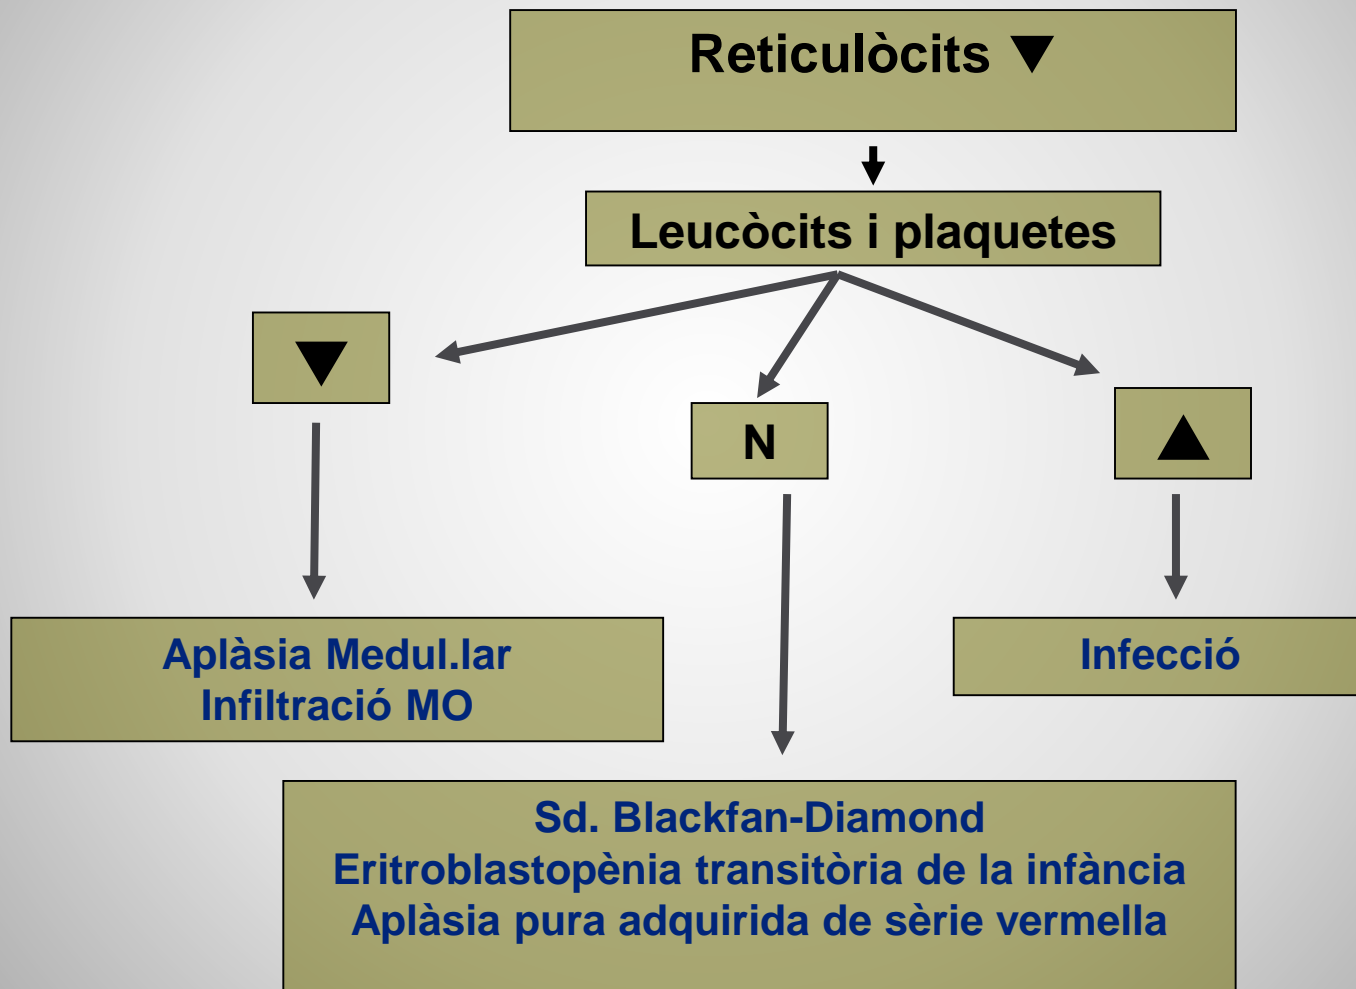 Reticulòcits ▼
Leucòcits i plaquetes
▼
N
▲
Aplàsia Medul.lar
Infiltració MO
Infecció
Sd. Blackfan-Diamond
Eritroblastopènia transitòria de la infància
Aplàsia pura adquirida de sèrie vermella